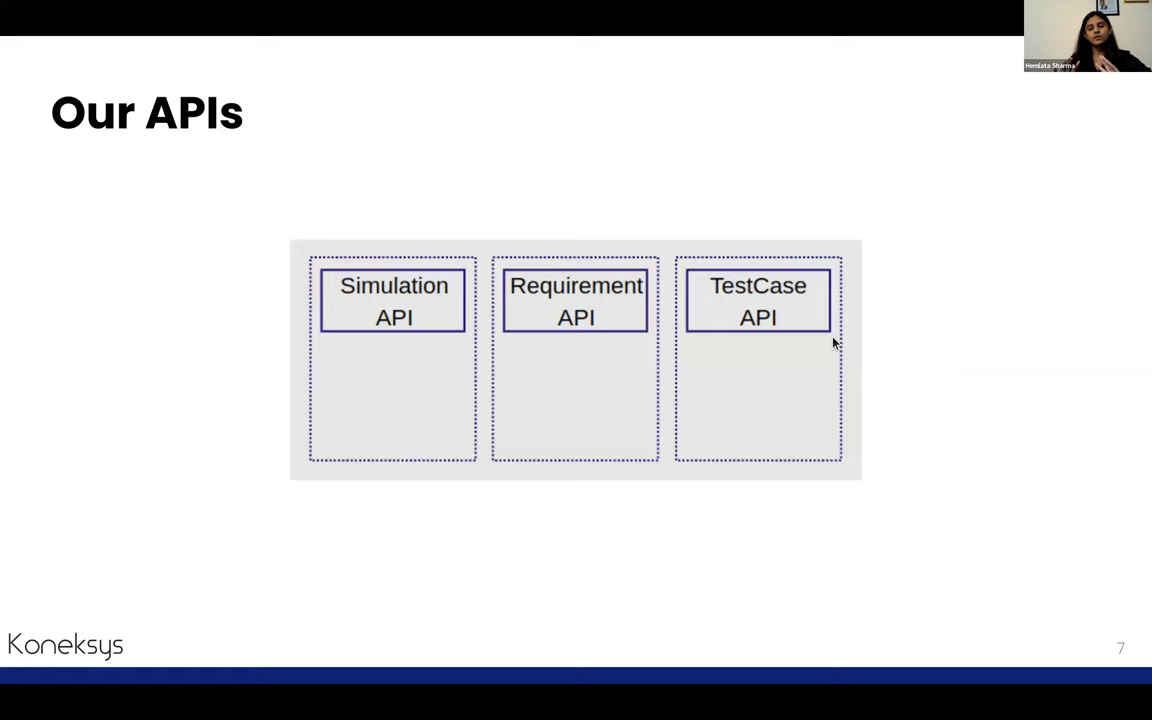 Hemlata Sharma
Our APIs
Simulation
API
Requirement
API
TestCase
API
Koneksys
7